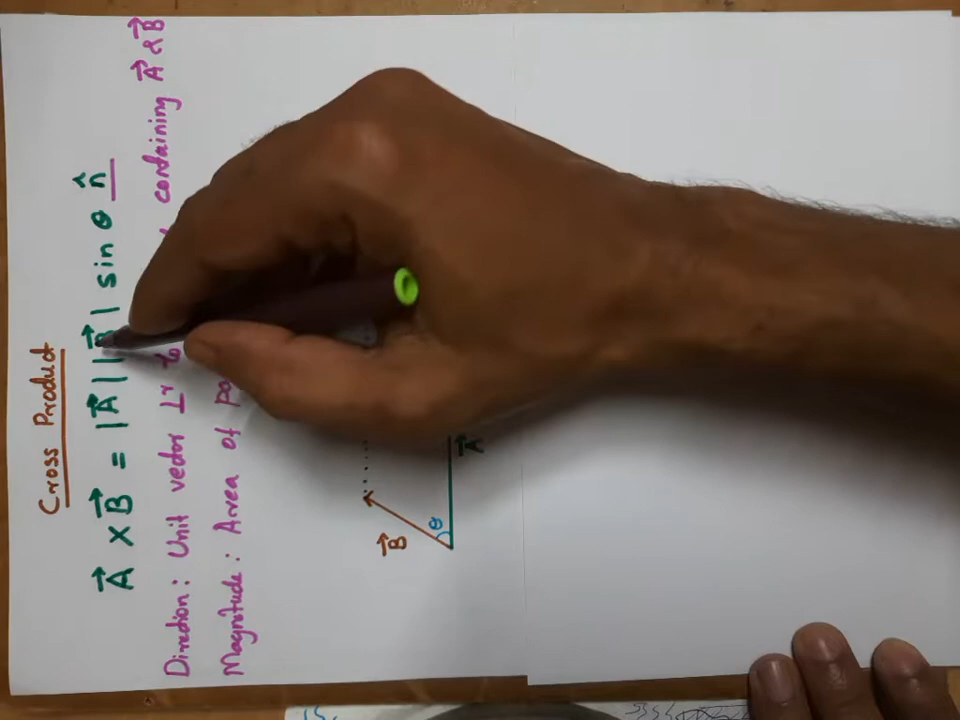 Cross Product
A⃗ × B⃗ = |A⃗| |B⃗| sin θ n̂
Direction : Unit vector ⊥r to containing A⃗ & B⃗
Magnitude : Area of
B⃗
θ
A⃗